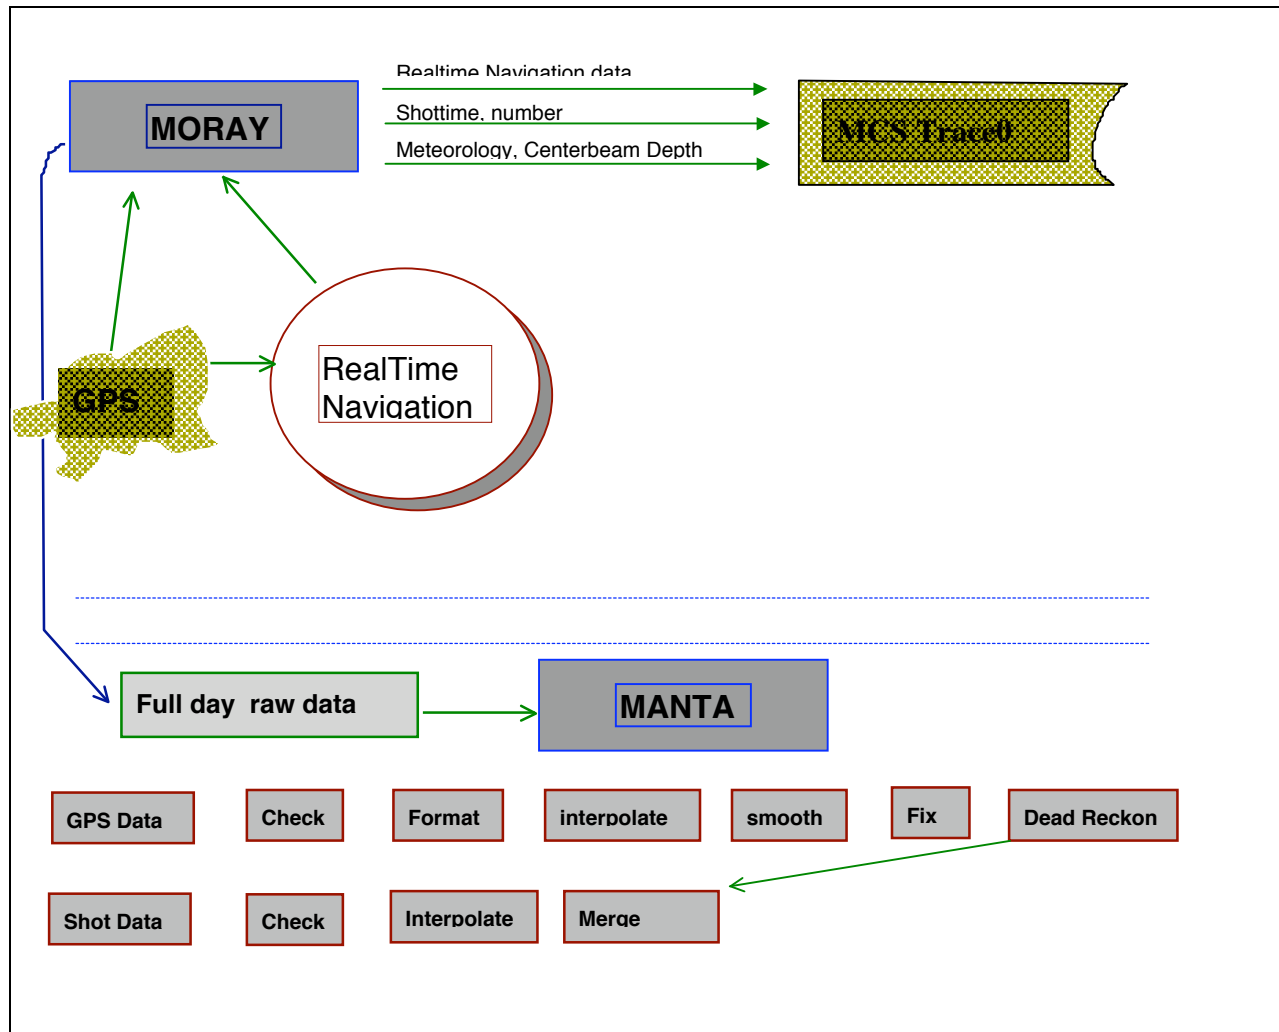 Realtime Navigation data
MORAY
Shottime, number
MCS Trace0
Meteorology, Centerbeam Depth
RealTime
Navigation
GPS
Full day raw data
MANTA
GPS Data
Check
Format
interpolate
smooth
Fix
Dead Reckon
Shot Data
Check
Interpolate
Merge